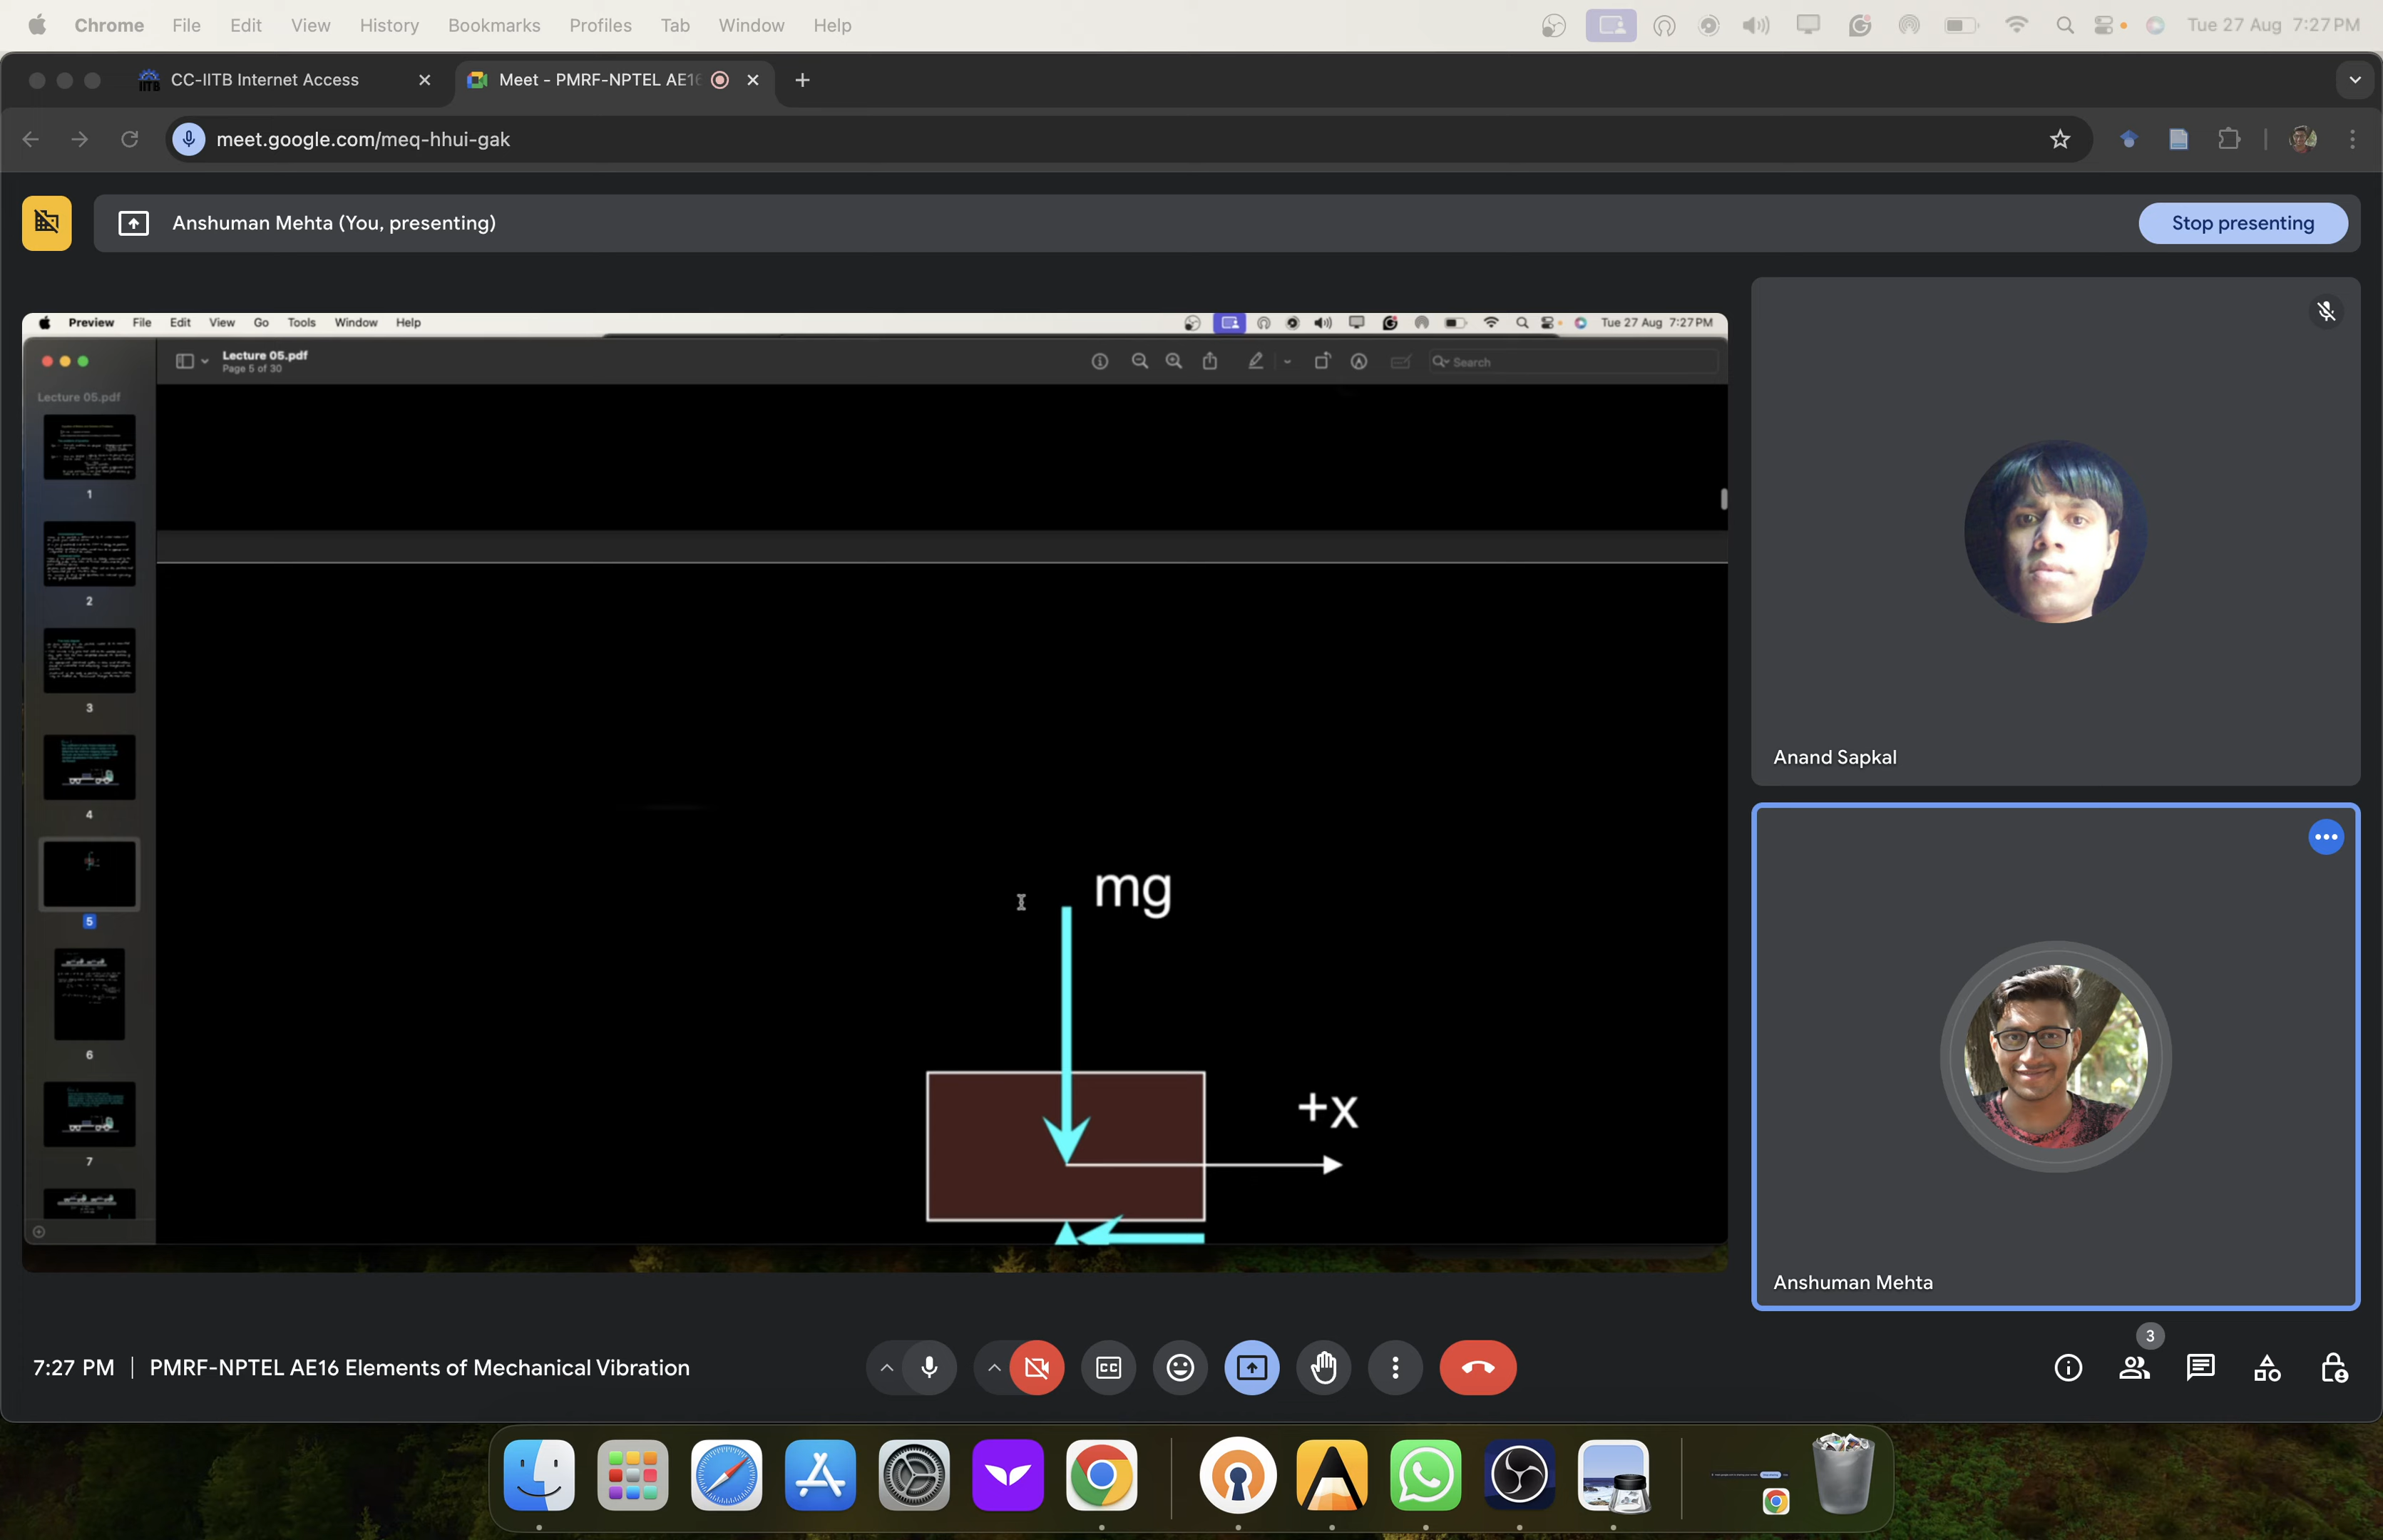 Chrome File Edit View History Bookmarks Profiles Tab Window Help Tue 27 Aug 7:27 PM
CC-IITB Internet Access
Meet - PMRF-NPTEL AE16
meet.google.com/meq-hhui-gak
Anshuman Mehta (You, presenting)
Stop presenting
Preview File Edit View Go Tools Window Help Tue 27 Aug 7:27 PM
Lecture 05.pdf
Page 5 of 30
Search
Lecture 05.pdf
1
2
3
4
5
6
7
mg
+x
Anand Sapkal
Anshuman Mehta
3
7:27 PM | PMRF-NPTEL AE16 Elements of Mechanical Vibration
CC